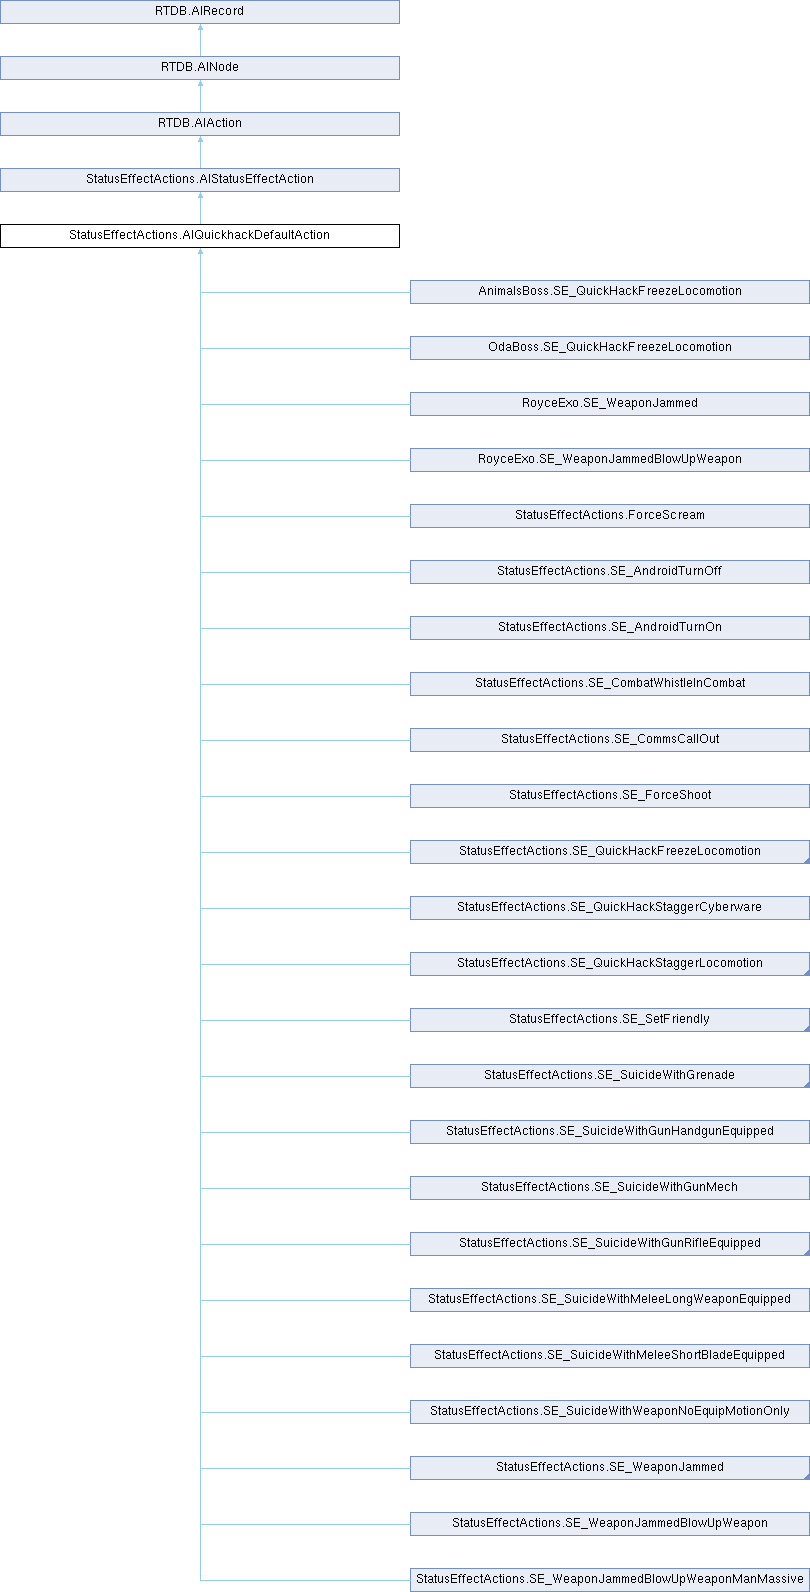 RTDB.AIRecord
RTDB.AINode
RTDB.AIAction
StatusEffectActions.AIStatusEffectAction
StatusEffectActions.AIQuickhackDefaultAction
AnimalsBoss.SE_QuickHackFreezeLocomotion
OdaBoss.SE_QuickHackFreezeLocomotion
RoyceExo.SE_WeaponJammed
RoyceExo.SE_WeaponJammedBlowUpWeapon
StatusEffectActions.ForceScream
StatusEffectActions.SE_AndroidTurnOff
StatusEffectActions.SE_AndroidTurnOn
StatusEffectActions.SE_CombatWhistleInCombat
StatusEffectActions.SE_CommsCallOut
StatusEffectActions.SE_ForceShoot
StatusEffectActions.SE_QuickHackFreezeLocomotion
StatusEffectActions.SE_QuickHackStaggerCyberware
StatusEffectActions.SE_QuickHackStaggerLocomotion
StatusEffectActions.SE_SetFriendly
StatusEffectActions.SE_SuicideWithGrenade
StatusEffectActions.SE_SuicideWithGunHandgunEquipped
StatusEffectActions.SE_SuicideWithGunMech
StatusEffectActions.SE_SuicideWithGunRifleEquipped
StatusEffectActions.SE_SuicideWithMeleeLongWeaponEquipped
StatusEffectActions.SE_SuicideWithMeleeShortBladeEquipped
StatusEffectActions.SE_SuicideWithWeaponNoEquipMotionOnly
StatusEffectActions.SE_WeaponJammed
StatusEffectActions.SE_WeaponJammedBlowUpWeapon
StatusEffectActions.SE_WeaponJammedBlowUpWeaponManMassive